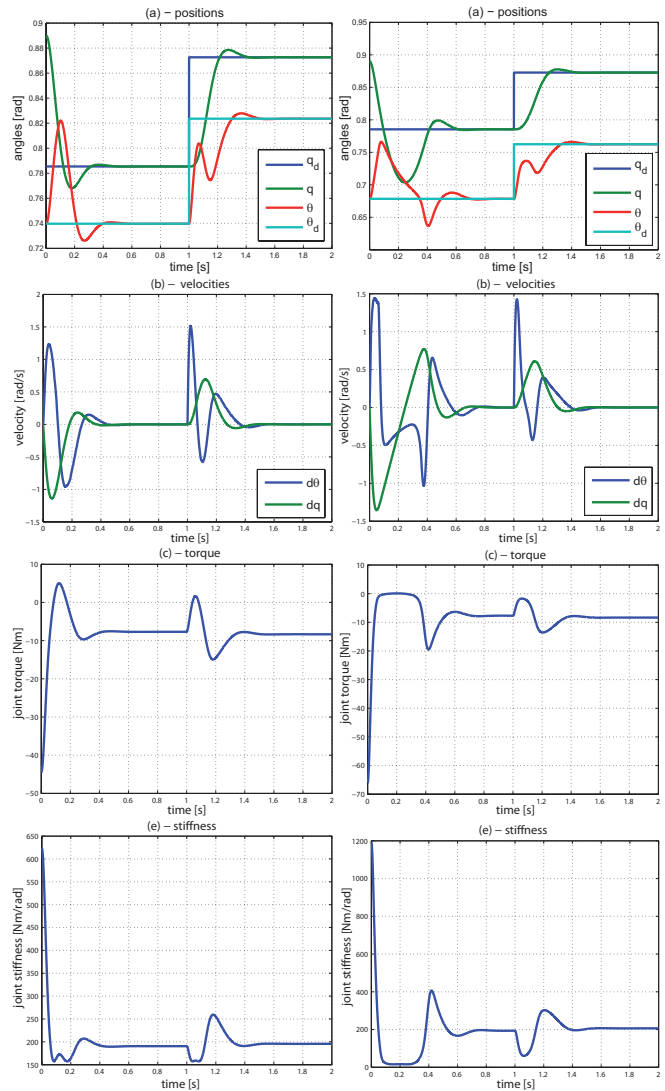 (a) – positions
angles [rad]
0.9
0.88
0.86
0.84
0.82
0.8
0.78
0.76
0.74
0.72
q_d
q
θ
θ_d
0 0.2 0.4 0.6 0.8 1 1.2 1.4 1.6 1.8 2
time [s]
(a) – positions
angles [rad]
0.95
0.9
0.85
0.8
0.75
0.7
0.65
q_d
q
θ
θ_d
0 0.2 0.4 0.6 0.8 1 1.2 1.4 1.6 1.8 2
time [s]
(b) – velocities
velocity [rad/s]
2
1.5
1
0.5
0
−0.5
−1
−1.5
dθ
dq
0 0.2 0.4 0.6 0.8 1 1.2 1.4 1.6 1.8 2
time [s]
(b) – velocities
velocity [rad/s]
1.5
1
0.5
0
−0.5
−1
−1.5
dθ
dq
0 0.2 0.4 0.6 0.8 1 1.2 1.4 1.6 1.8 2
time [s]
(c) – torque
joint torque [Nm]
10
0
−10
−20
−30
−40
−50
0 0.2 0.4 0.6 0.8 1 1.2 1.4 1.6 1.8 2
time [s]
(c) – torque
joint torque [Nm]
10
0
−10
−20
−30
−40
−50
−60
−70
0 0.2 0.4 0.6 0.8 1 1.2 1.4 1.6 1.8 2
time [s]
(e) – stiffness
joint stiffness [Nm/rad]
650
600
550
500
450
400
350
300
250
200
150
0 0.2 0.4 0.6 0.8 1 1.2 1.4 1.6 1.8 2
time [s]
(e) – stiffness
joint stiffness [Nm/rad]
1200
1000
800
600
400
200
0
0 0.2 0.4 0.6 0.8 1 1.2 1.4 1.6 1.8 2
time [s]